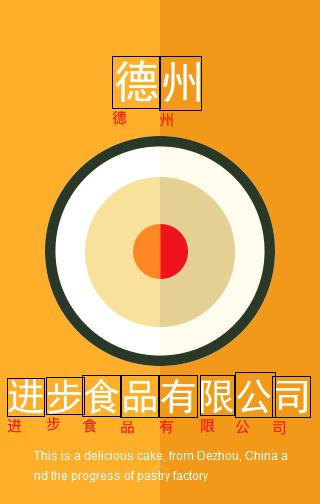 德州
德 州
进步食品有限公司
进 步 食 品 有 限 公 司
This is a delicious cake, from Dezhou, China a
nd the progress of pastry factory